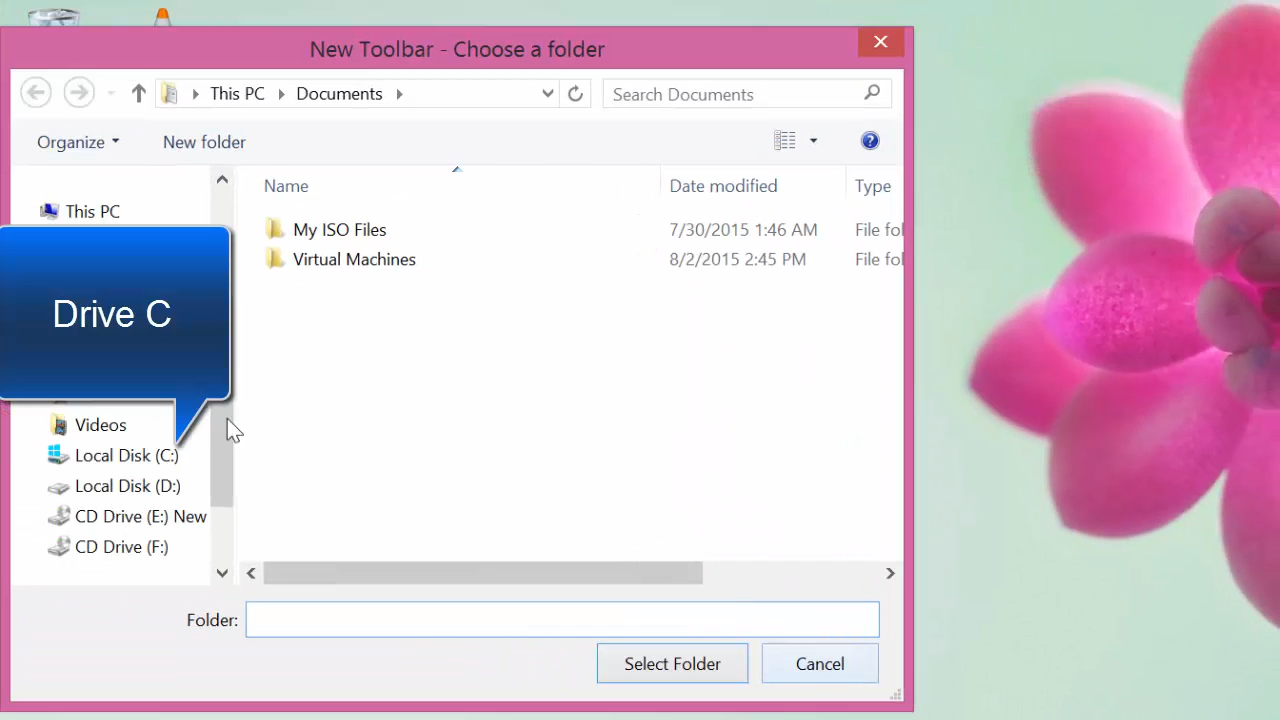 New Toolbar - Choose a folder
This PC
Documents
Search Documents
Organize
New folder
Name
Date modified
Type
This PC
My ISO Files
7/30/2015 1:46 AM
File fol
Virtual Machines
8/2/2015 2:45 PM
File fol
Drive C
Videos
Local Disk (C:)
Local Disk (D:)
CD Drive (E:) New
CD Drive (F:)
Folder:
Select Folder
Cancel